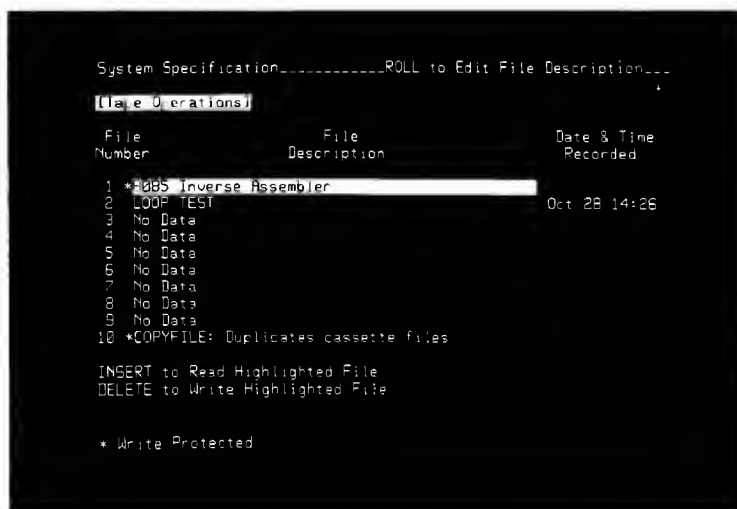 System Specification____________ROLL to Edit File Description___
[Tape Operations]
File File Date & Time
Number Description Recorded
1 *8085 Inverse Assembler
2 LOOP TEST Oct 28 14:26
3 No Data
4 No Data
5 No Data
6 No Data
7 No Data
8 No Data
9 No Data
10 *COPYFILE: Duplicates cassette files
INSERT to Read Highlighted File
DELETE to Write Highlighted File
* Write Protected